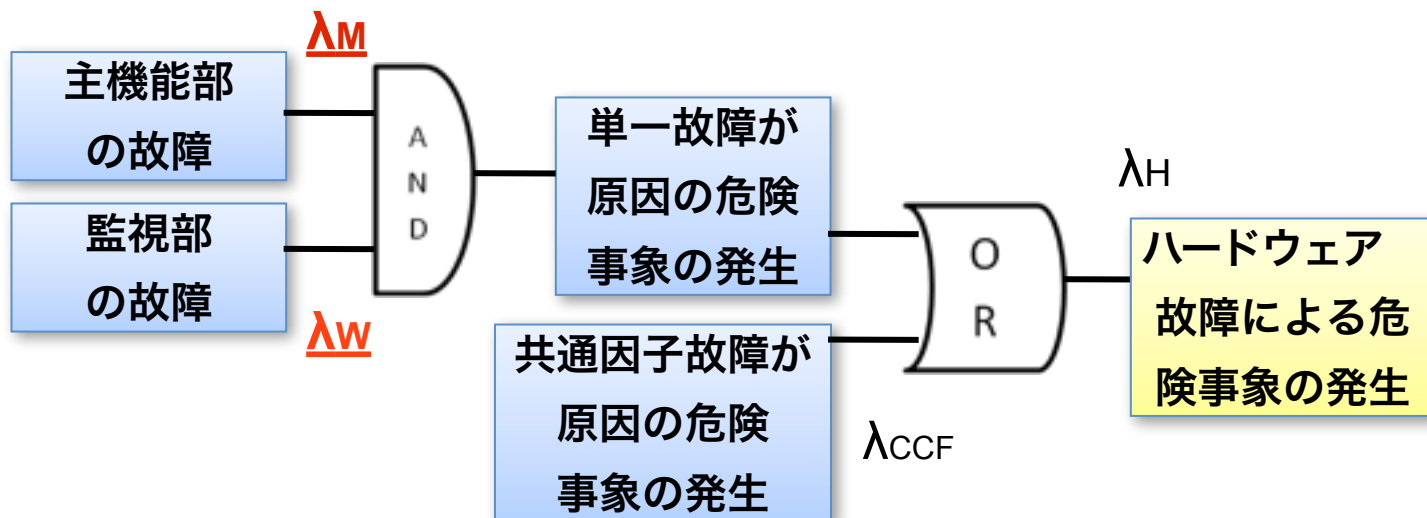 λM
主機能部
の故障
AND
監視部
の故障
λW
単一故障が
原因の危険
事象の発生
共通因子故障が
原因の危険
事象の発生
λCCF
OR
λH
ハードウェア
故障による危
険事象の発生